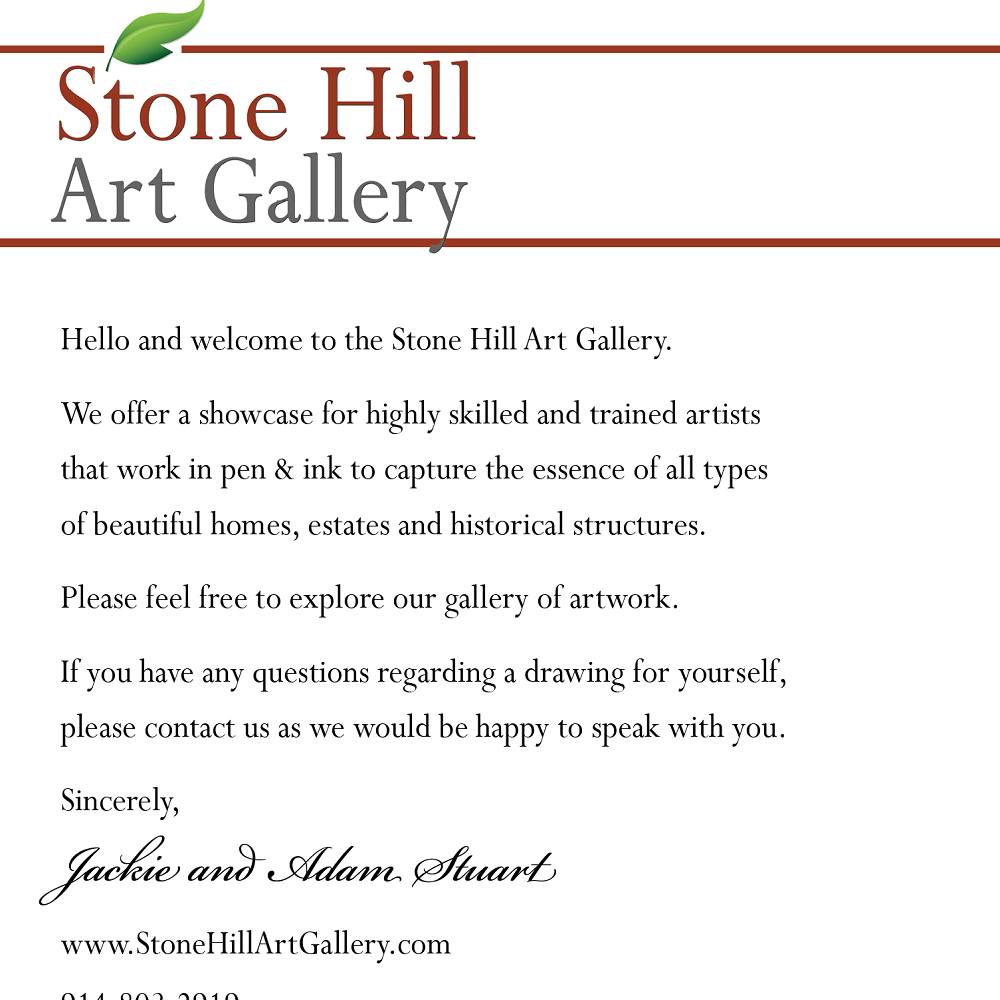 Stone Hill
Art Gallery
Hello and welcome to the Stone Hill Art Gallery.
We offer a showcase for highly skilled and trained artists
that work in pen & ink to capture the essence of all types
of beautiful homes, estates and historical structures.
Please feel free to explore our gallery of artwork.
If you have any questions regarding a drawing for yourself,
please contact us as we would be happy to speak with you.
Sincerely,
Jackie and Adam Stuart
www.StoneHillArtGallery.com